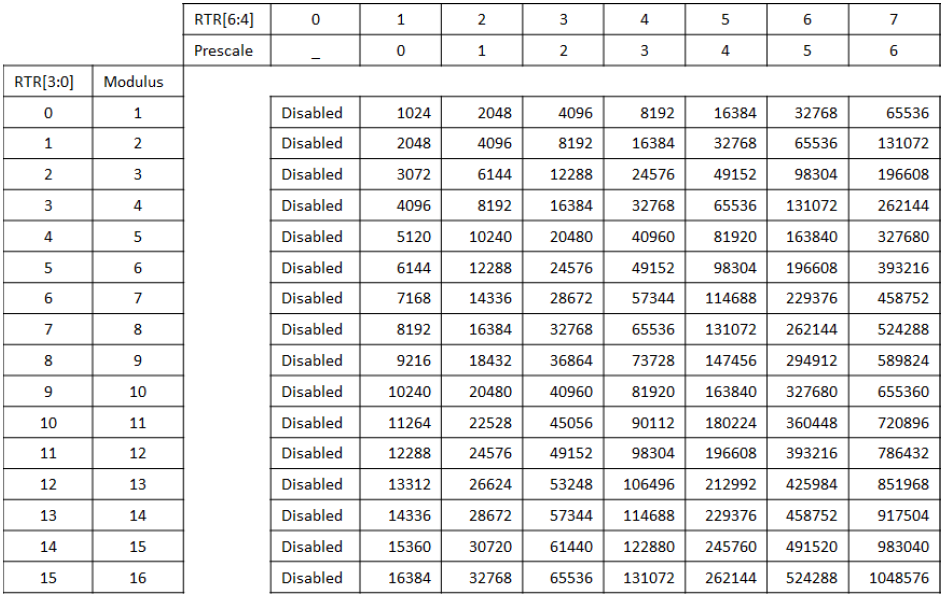 RTR[6:4] 0 1 2 3 4 5 6 7
Prescale _ 0 1 2 3 4 5 6
RTR[3:0] Modulus
0 1 Disabled 1024 2048 4096 8192 16384 32768 65536
1 2 Disabled 2048 4096 8192 16384 32768 65536 131072
2 3 Disabled 3072 6144 12288 24576 49152 98304 196608
3 4 Disabled 4096 8192 16384 32768 65536 131072 262144
4 5 Disabled 5120 10240 20480 40960 81920 163840 327680
5 6 Disabled 6144 12288 24576 49152 98304 196608 393216
6 7 Disabled 7168 14336 28672 57344 114688 229376 458752
7 8 Disabled 8192 16384 32768 65536 131072 262144 524288
8 9 Disabled 9216 18432 36864 73728 147456 294912 589824
9 10 Disabled 10240 20480 40960 81920 163840 327680 655360
10 11 Disabled 11264 22528 45056 90112 180224 360448 720896
11 12 Disabled 12288 24576 49152 98304 196608 393216 786432
12 13 Disabled 13312 26624 53248 106496 212992 425984 851968
13 14 Disabled 14336 28672 57344 114688 229376 458752 917504
14 15 Disabled 15360 30720 61440 122880 245760 491520 983040
15 16 Disabled 16384 32768 65536 131072 262144 524288 1048576